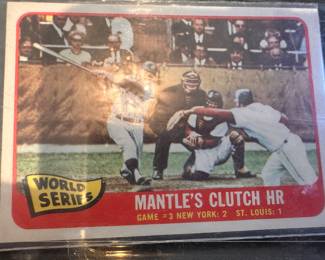 WORLD
SERIES
MANTLE'S CLUTCH HR
GAME #3 NEW YORK: 2 ST. LOUIS: 1